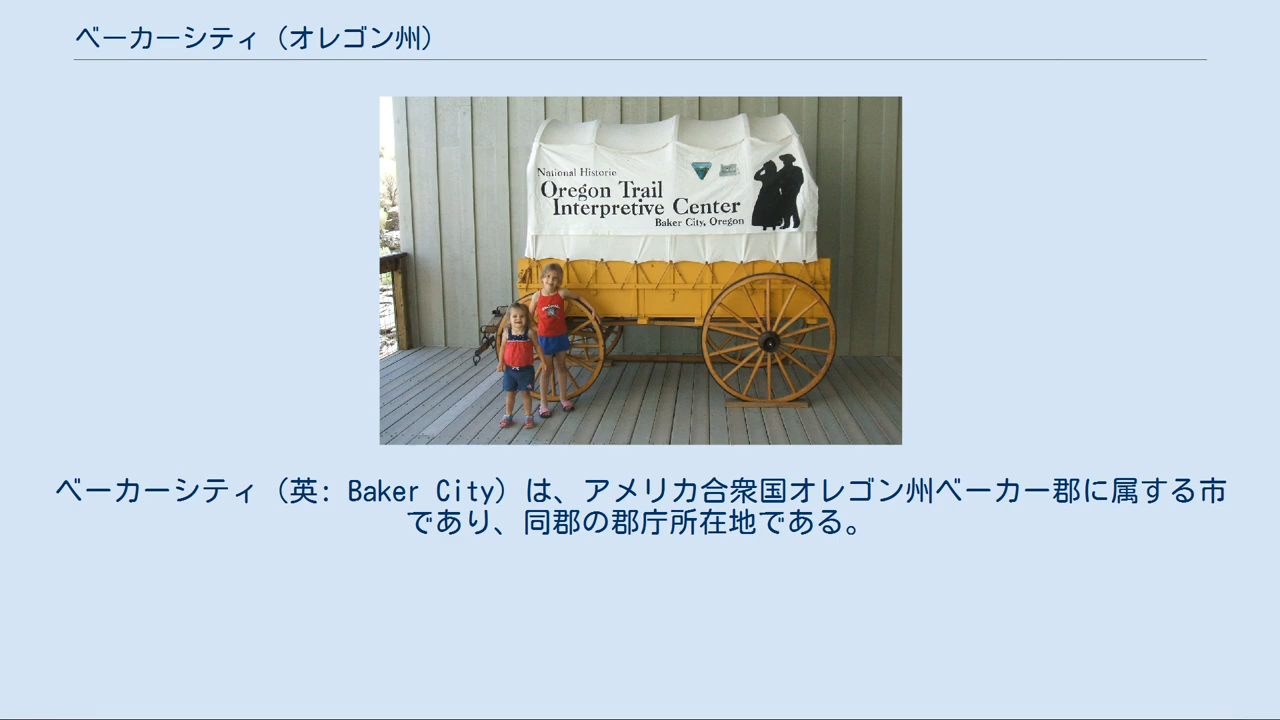 ベーカーシティ（オレゴン州）
National Historic
Oregon Trail
Interpretive Center
Baker City, Oregon
ベーカーシティ（英: Baker City）は、アメリカ合衆国オレゴン州ベーカー郡に属する市
であり、同郡の郡庁所在地である。